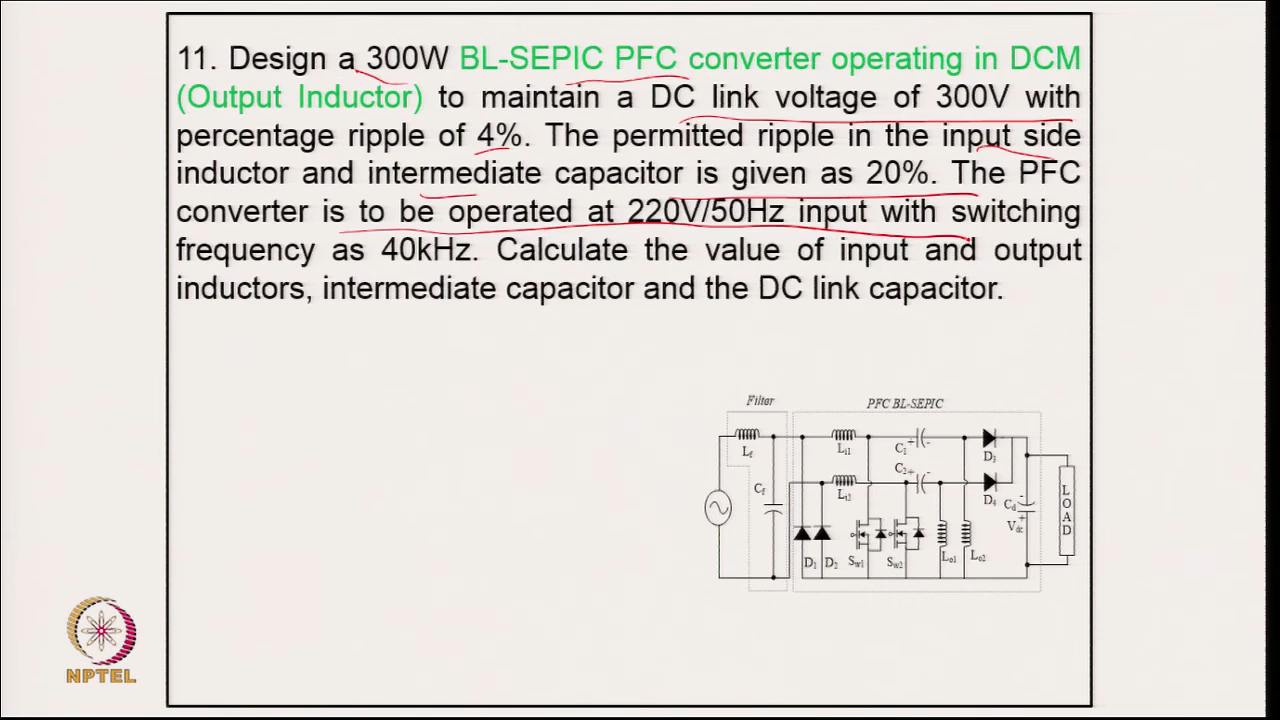 11. Design a 300W BL-SEPIC PFC converter operating in DCM
(Output Inductor) to maintain a DC link voltage of 300V with
percentage ripple of 4%. The permitted ripple in the input side
inductor and intermediate capacitor is given as 20%. The PFC
converter is to be operated at 220V/50Hz input with switching
frequency as 40kHz. Calculate the value of input and output
inductors, intermediate capacitor and the DC link capacitor.
Filter PFC BL-SEPIC
Lf Li1 C1 + - D3
Cf Li2 C2 + - D4 Cd - + Vdc LOAD
D1 D2 Sw1 Sw2 Lo1 Lo2
NPTEL